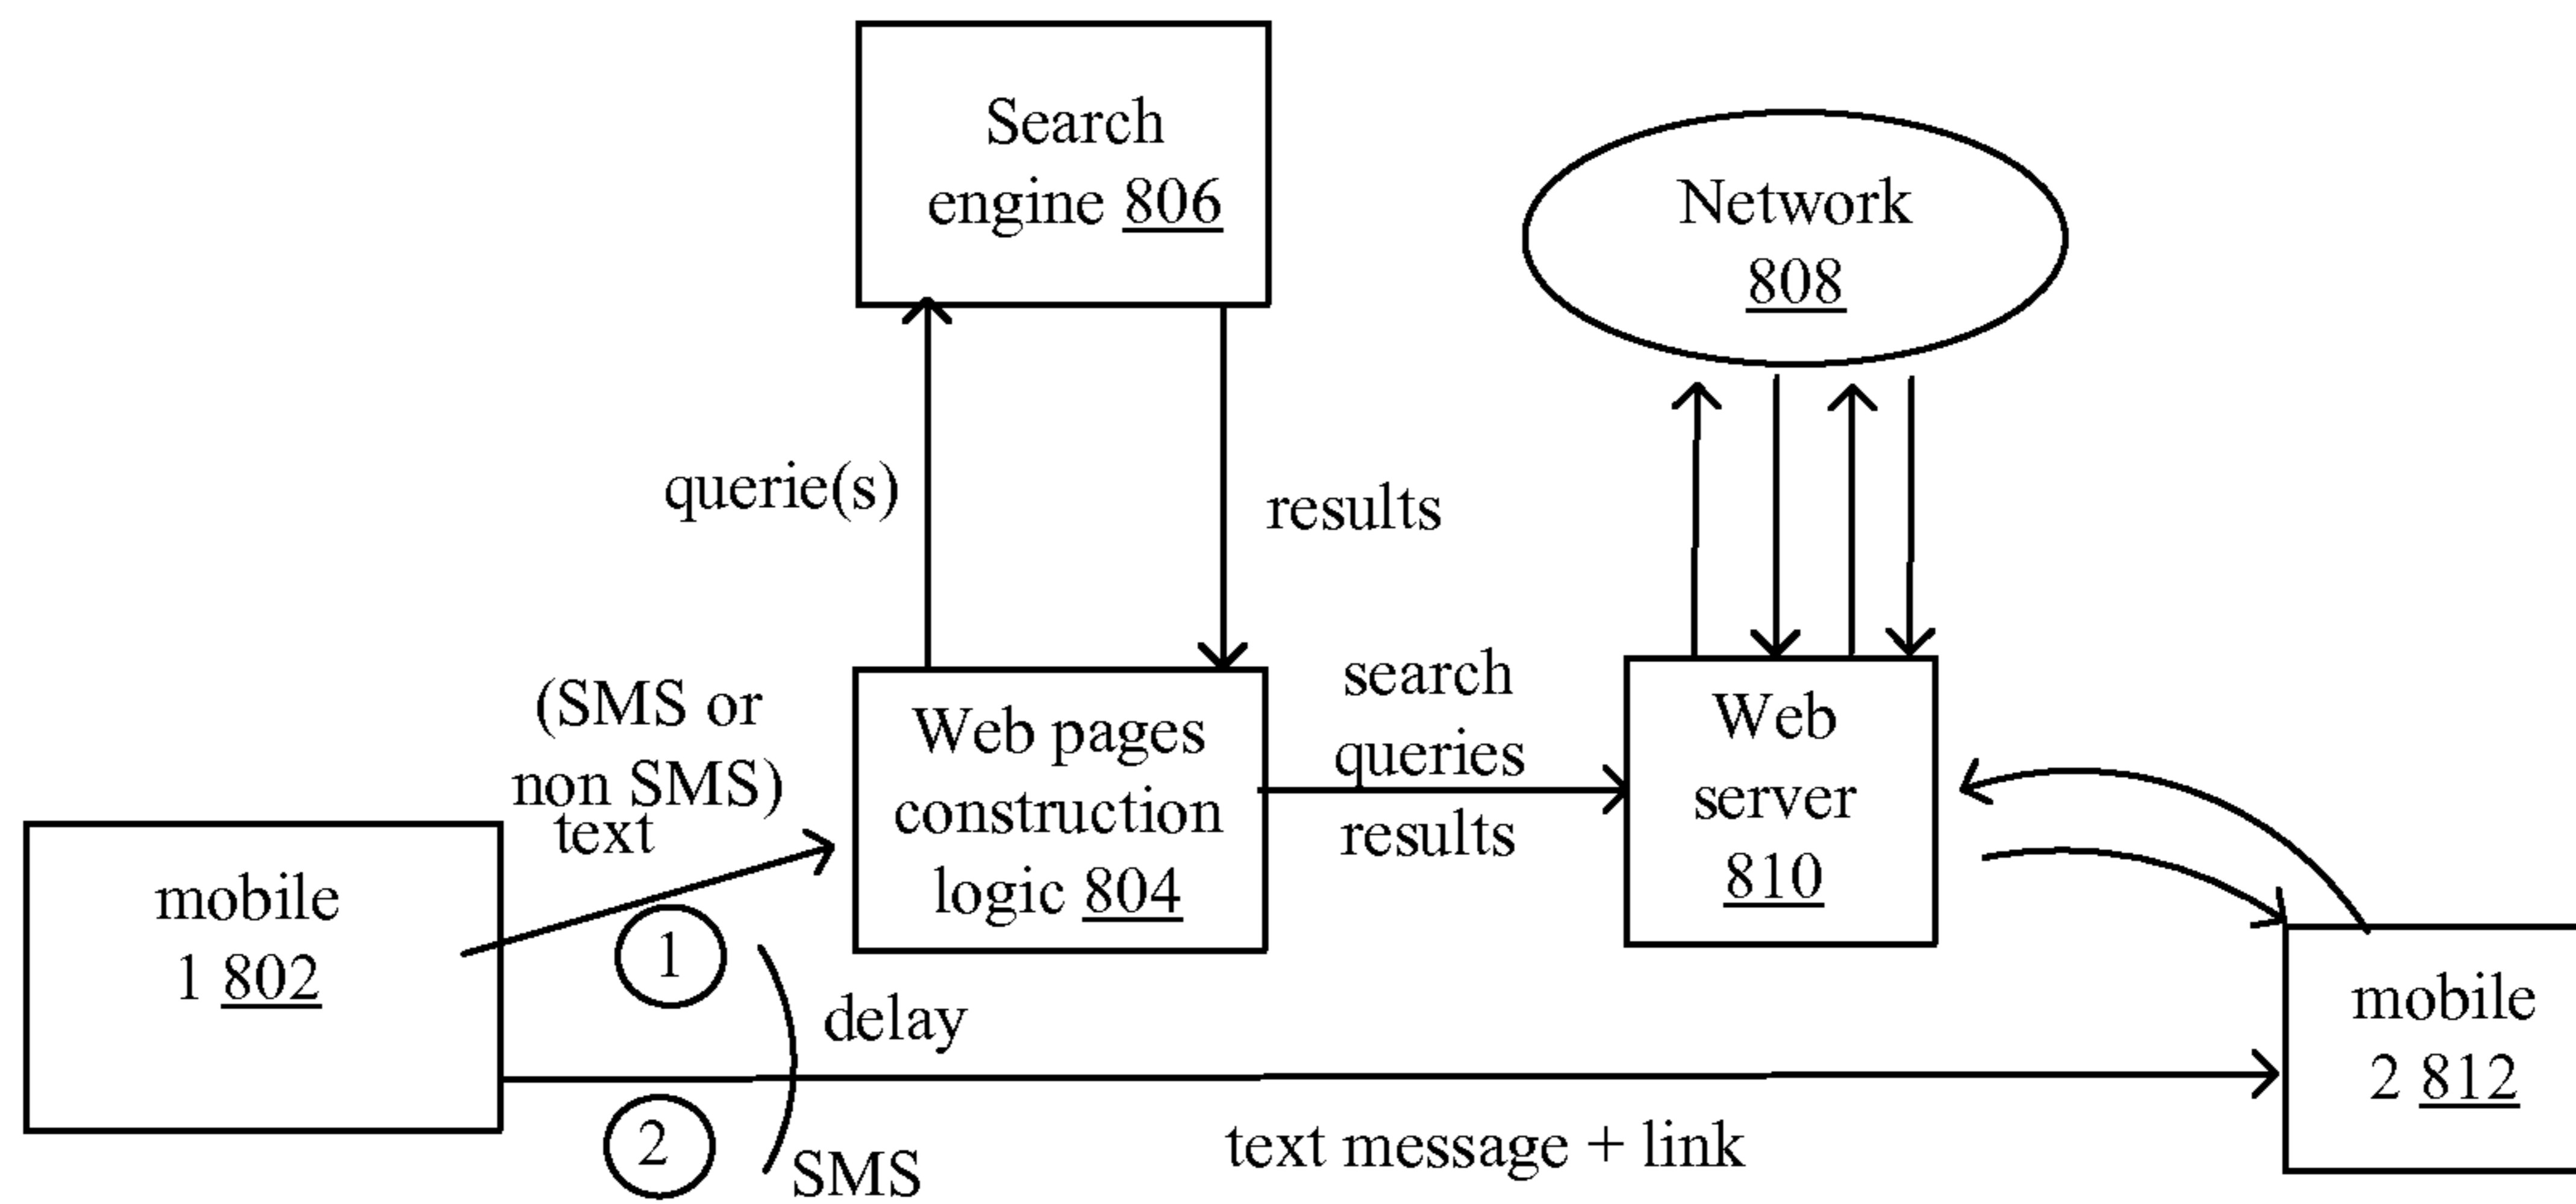 Search
engine 806
Network
808
querie(s)
results
(SMS or
non SMS)
text
Web pages
construction
logic 804
search
queries
results
Web
server
810
mobile
1 802
1
delay
mobile
2 812
2
SMS
text message + link